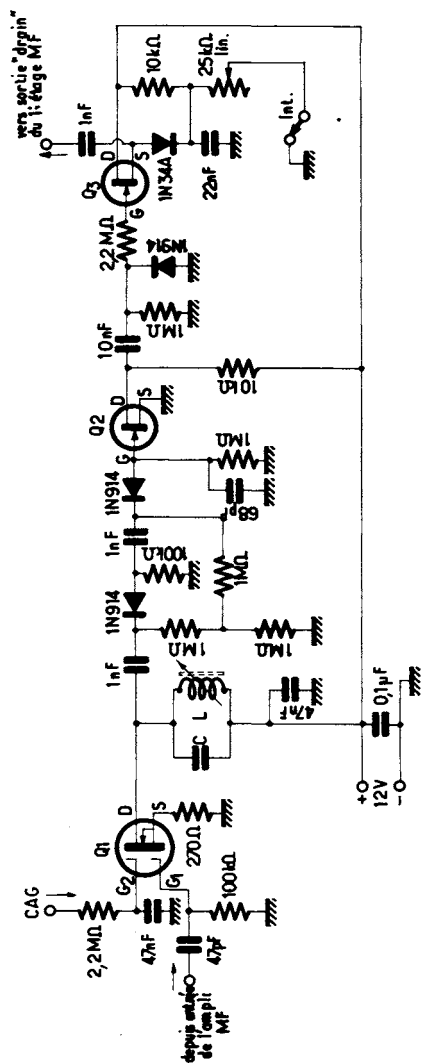 vers sortie "drain"
du 1er étage MF
1nF
D
S
Q3
G
1N34A
10kΩ
25kΩ
lin.
22nF
Int.
2,2MΩ
1N914
1MΩ
10nF
10kΩ
D
S
Q2
G
1N914
1nF
68pF
1MΩ
100kΩ
1MΩ
1N914
1nF
1MΩ
1MΩ
C
L
47nF
+
12V
-
0,1µF
D
S
Q1
G2
G1
270Ω
CAG
2,2MΩ
47nF
100kΩ
47pF
depuis entrée
de l'ampli
MF